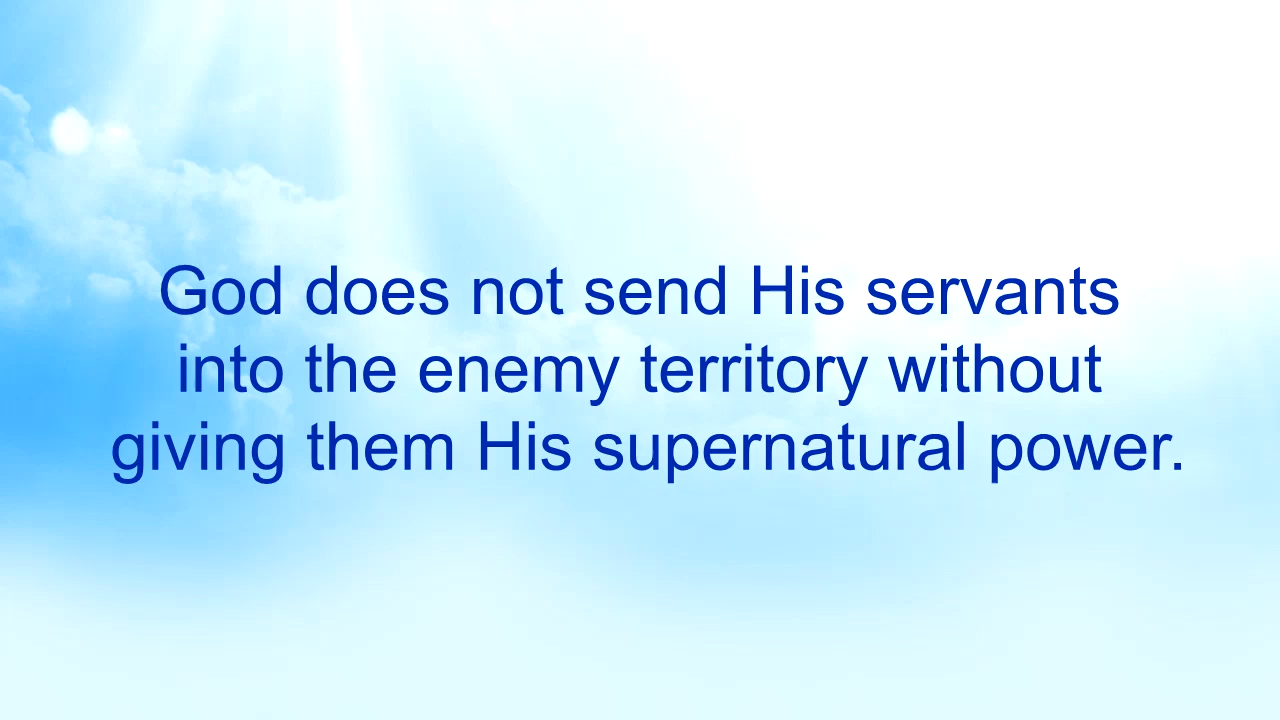 God does not send His servants
into the enemy territory without
giving them His supernatural power.